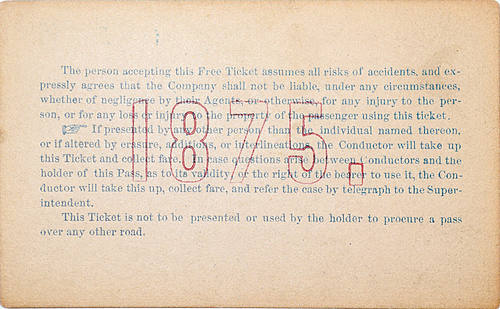 The person accepting this Free Ticket assumes all risks of accidents, and ex-
pressly agrees that the Company shall not be liable, under any circumstances,
whether of negligence by their Agents, or otherwise, for any injury to the per-
son, or for any loss or injury to the property of the passenger using this ticket.
☞ If presented by any other person than the individual named thereon,
or if altered by erasure, additions, or interlineations, the Conductor will take up
this Ticket and collect fare. In case questions arise between Conductors and the
holder of this Pass, as to its validity, or the right of the bearer to use it, the Con-
ductor will take this up, collect fare, and refer the case by telegraph to the Super-
intendent.
This Ticket is not to be presented or used by the holder to procure a pass
over any other road.
1875.